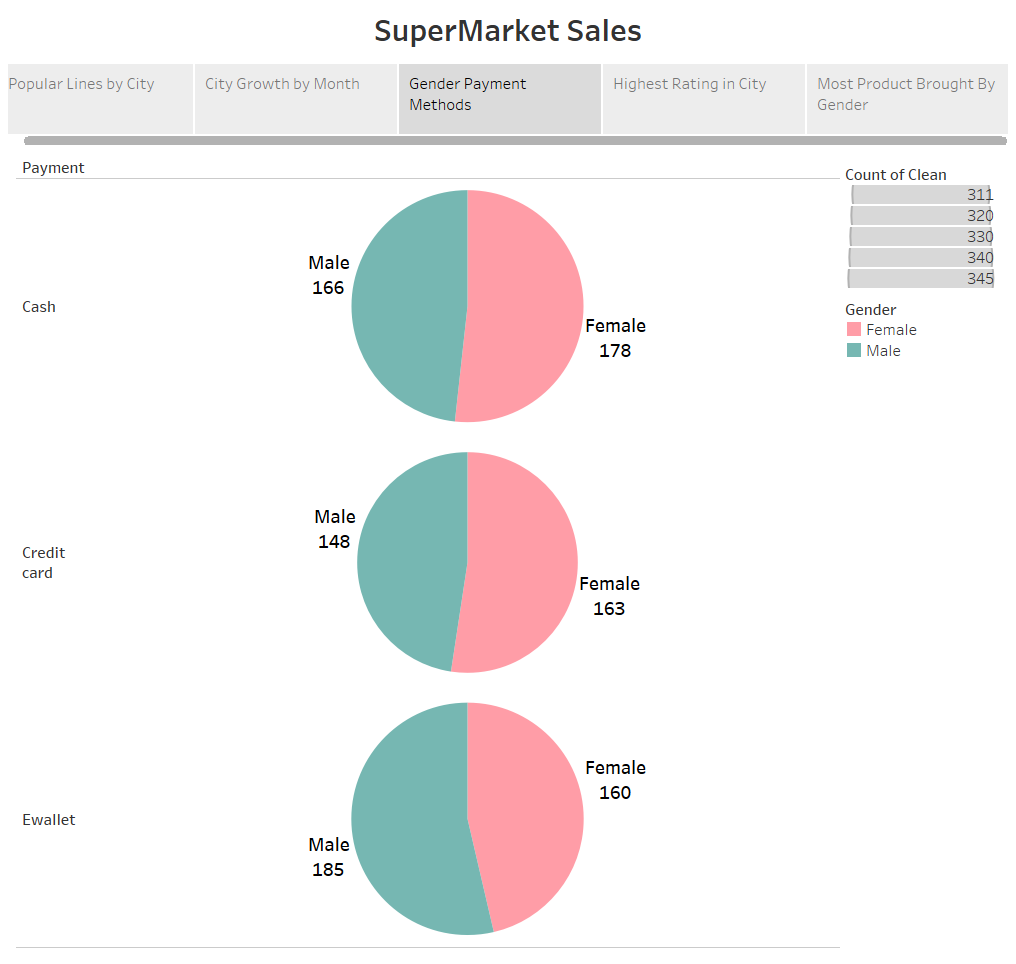 SuperMarket Sales
Popular Lines by City
City Growth by Month
Gender Payment
Methods
Highest Rating in City
Most Product Brought By
Gender
Payment
Count of Clean
311
320
330
340
345
Gender
Female
Male
Cash
Male
166
Female
178
Credit
card
Male
148
Female
163
Ewallet
Female
160
Male
185